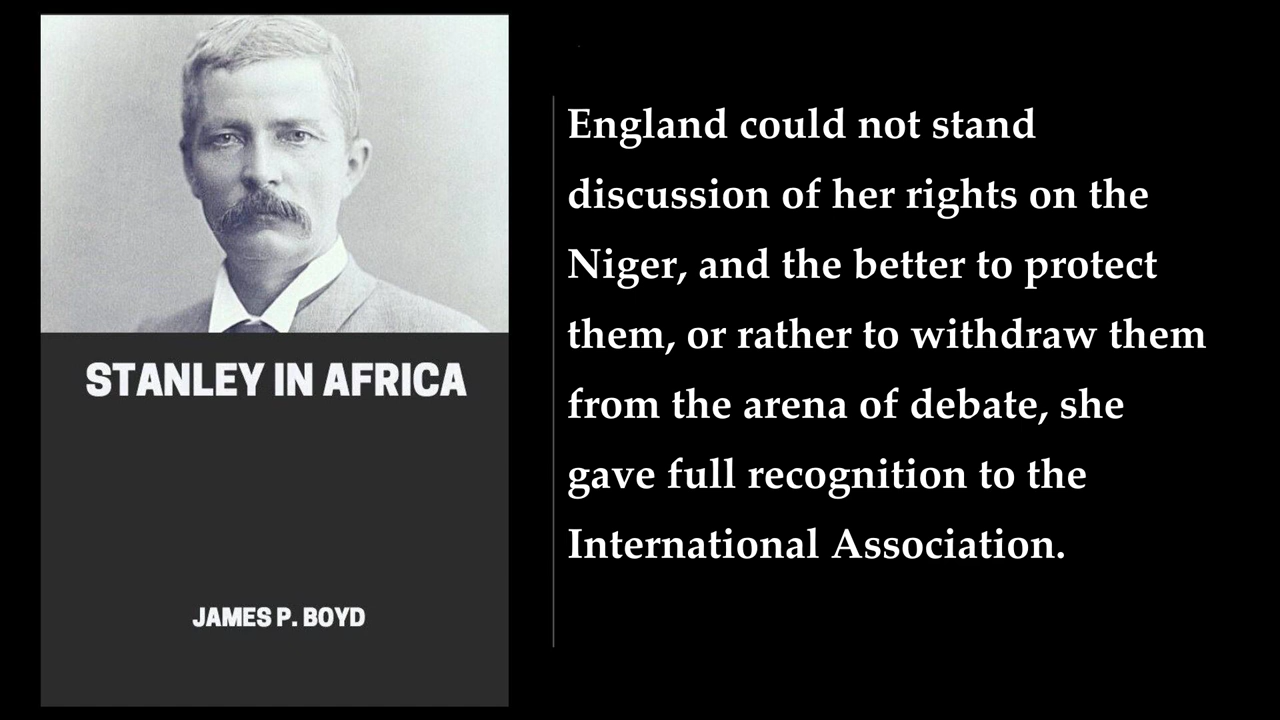 STANLEY IN AFRICA
JAMES P. BOYD
England could not stand
discussion of her rights on the
Niger, and the better to protect
them, or rather to withdraw them
from the arena of debate, she
gave full recognition to the
International Association.